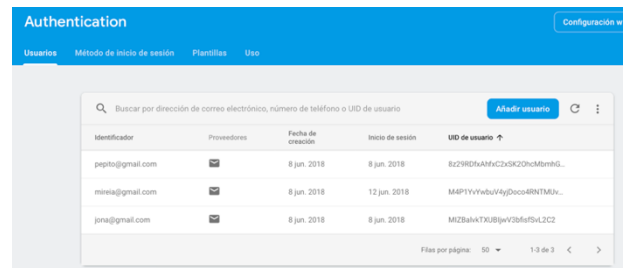 Authentication
Configuración w
Usuarios Método de inicio de sesión Plantillas Uso
Buscar por dirección de correo electrónico, número de teléfono o UID de usuario Añadir usuario
Identificador Proveedores Fecha de creación Inicio de sesión UID de usuario ↑
pepito@gmail.com 8 jun. 2018 8 jun. 2018 8z29RDfxAhfxC2xSK2OhcMbmhG...
mireia@gmail.com 8 jun. 2018 12 jun. 2018 M4P1YvYwbuV4yjDoco4RNTMUv...
jona@gmail.com 8 jun. 2018 8 jun. 2018 MIZBalvkTXUBIjwV3bfisfSvL2C2
Filas por página: 50 1-3 de 3